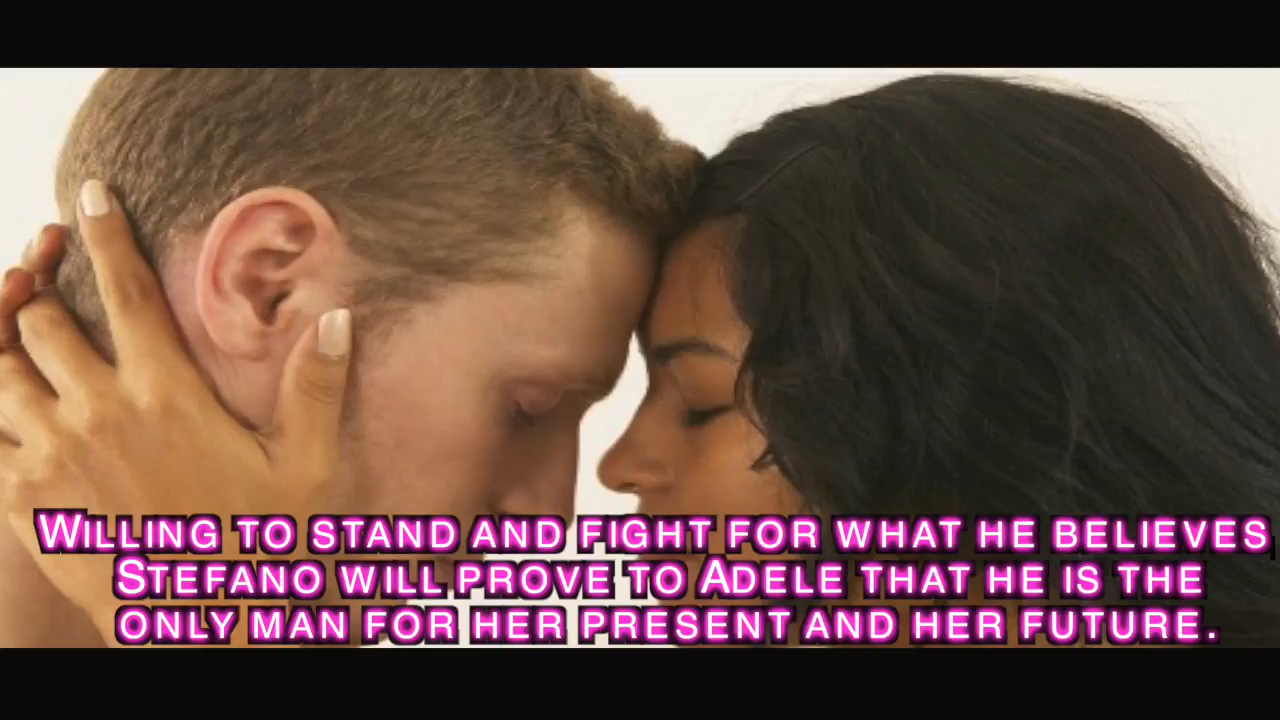 Willing to stand and fight for what he believes
Stefano will prove to Adele that he is the
only man for her present and her future.